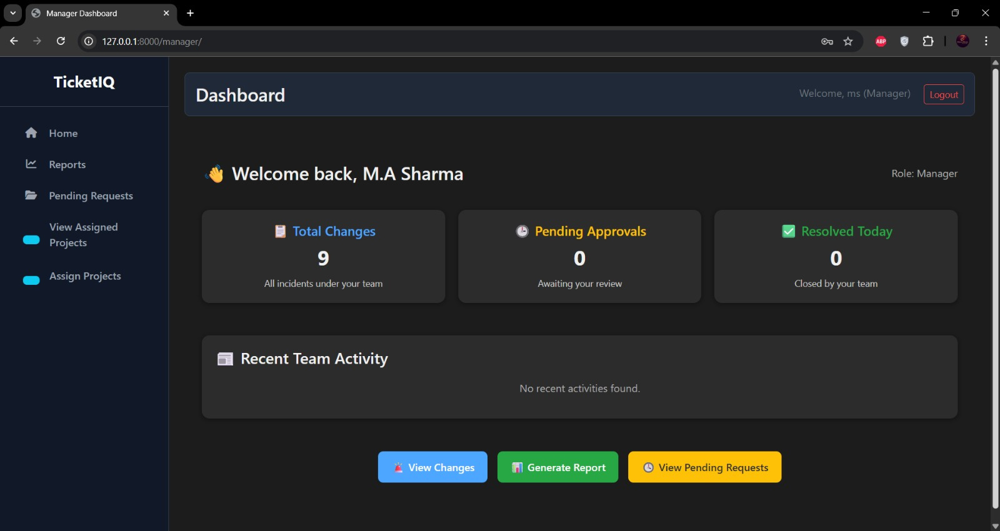 Manager Dashboard
127.0.0.1:8000/manager/
ABP
TicketIQ
Home
Reports
Pending Requests
View Assigned
Projects
Assign Projects
Dashboard
Welcome, ms (Manager)
Logout
Welcome back, M.A Sharma
Role: Manager
Total Changes
9
All incidents under your team
Pending Approvals
0
Awaiting your review
Resolved Today
0
Closed by your team
Recent Team Activity
No recent activities found.
View Changes
Generate Report
View Pending Requests